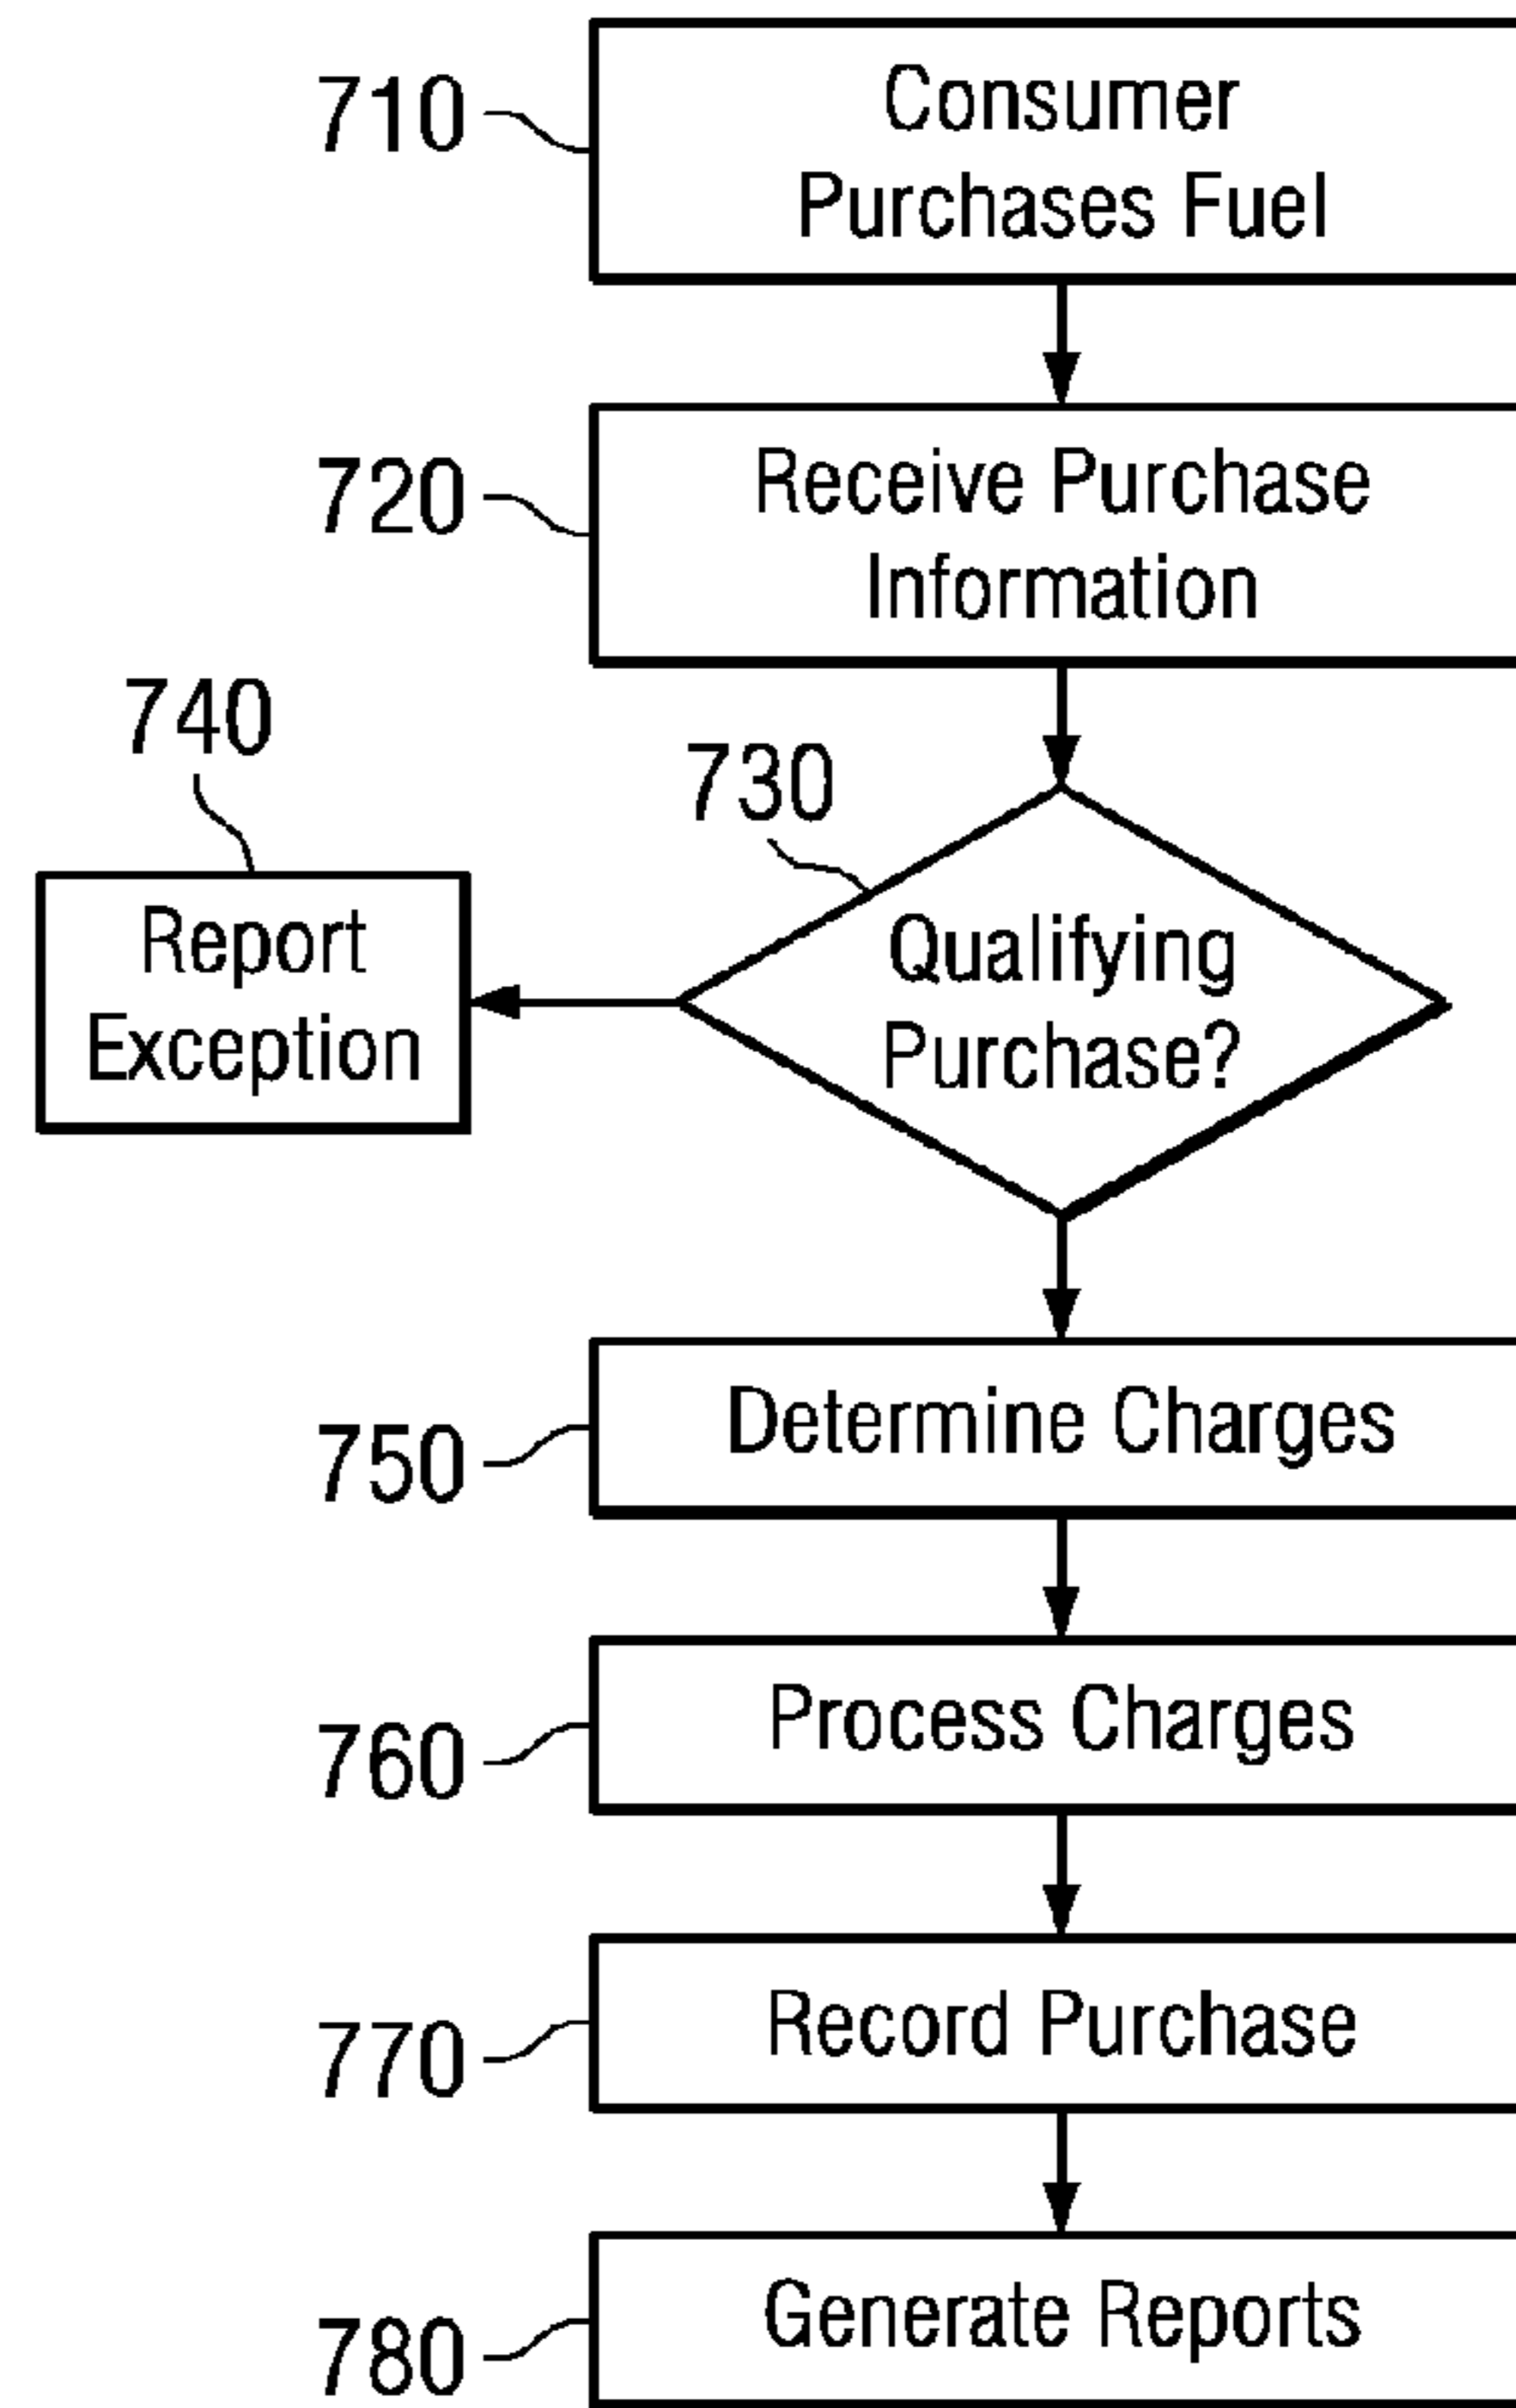 710
Consumer
Purchases Fuel
720
Receive Purchase
Information
740
730
Report
Exception
Qualifying
Purchase?
750
Determine Charges
760
Process Charges
770
Record Purchase
780
Generate Reports